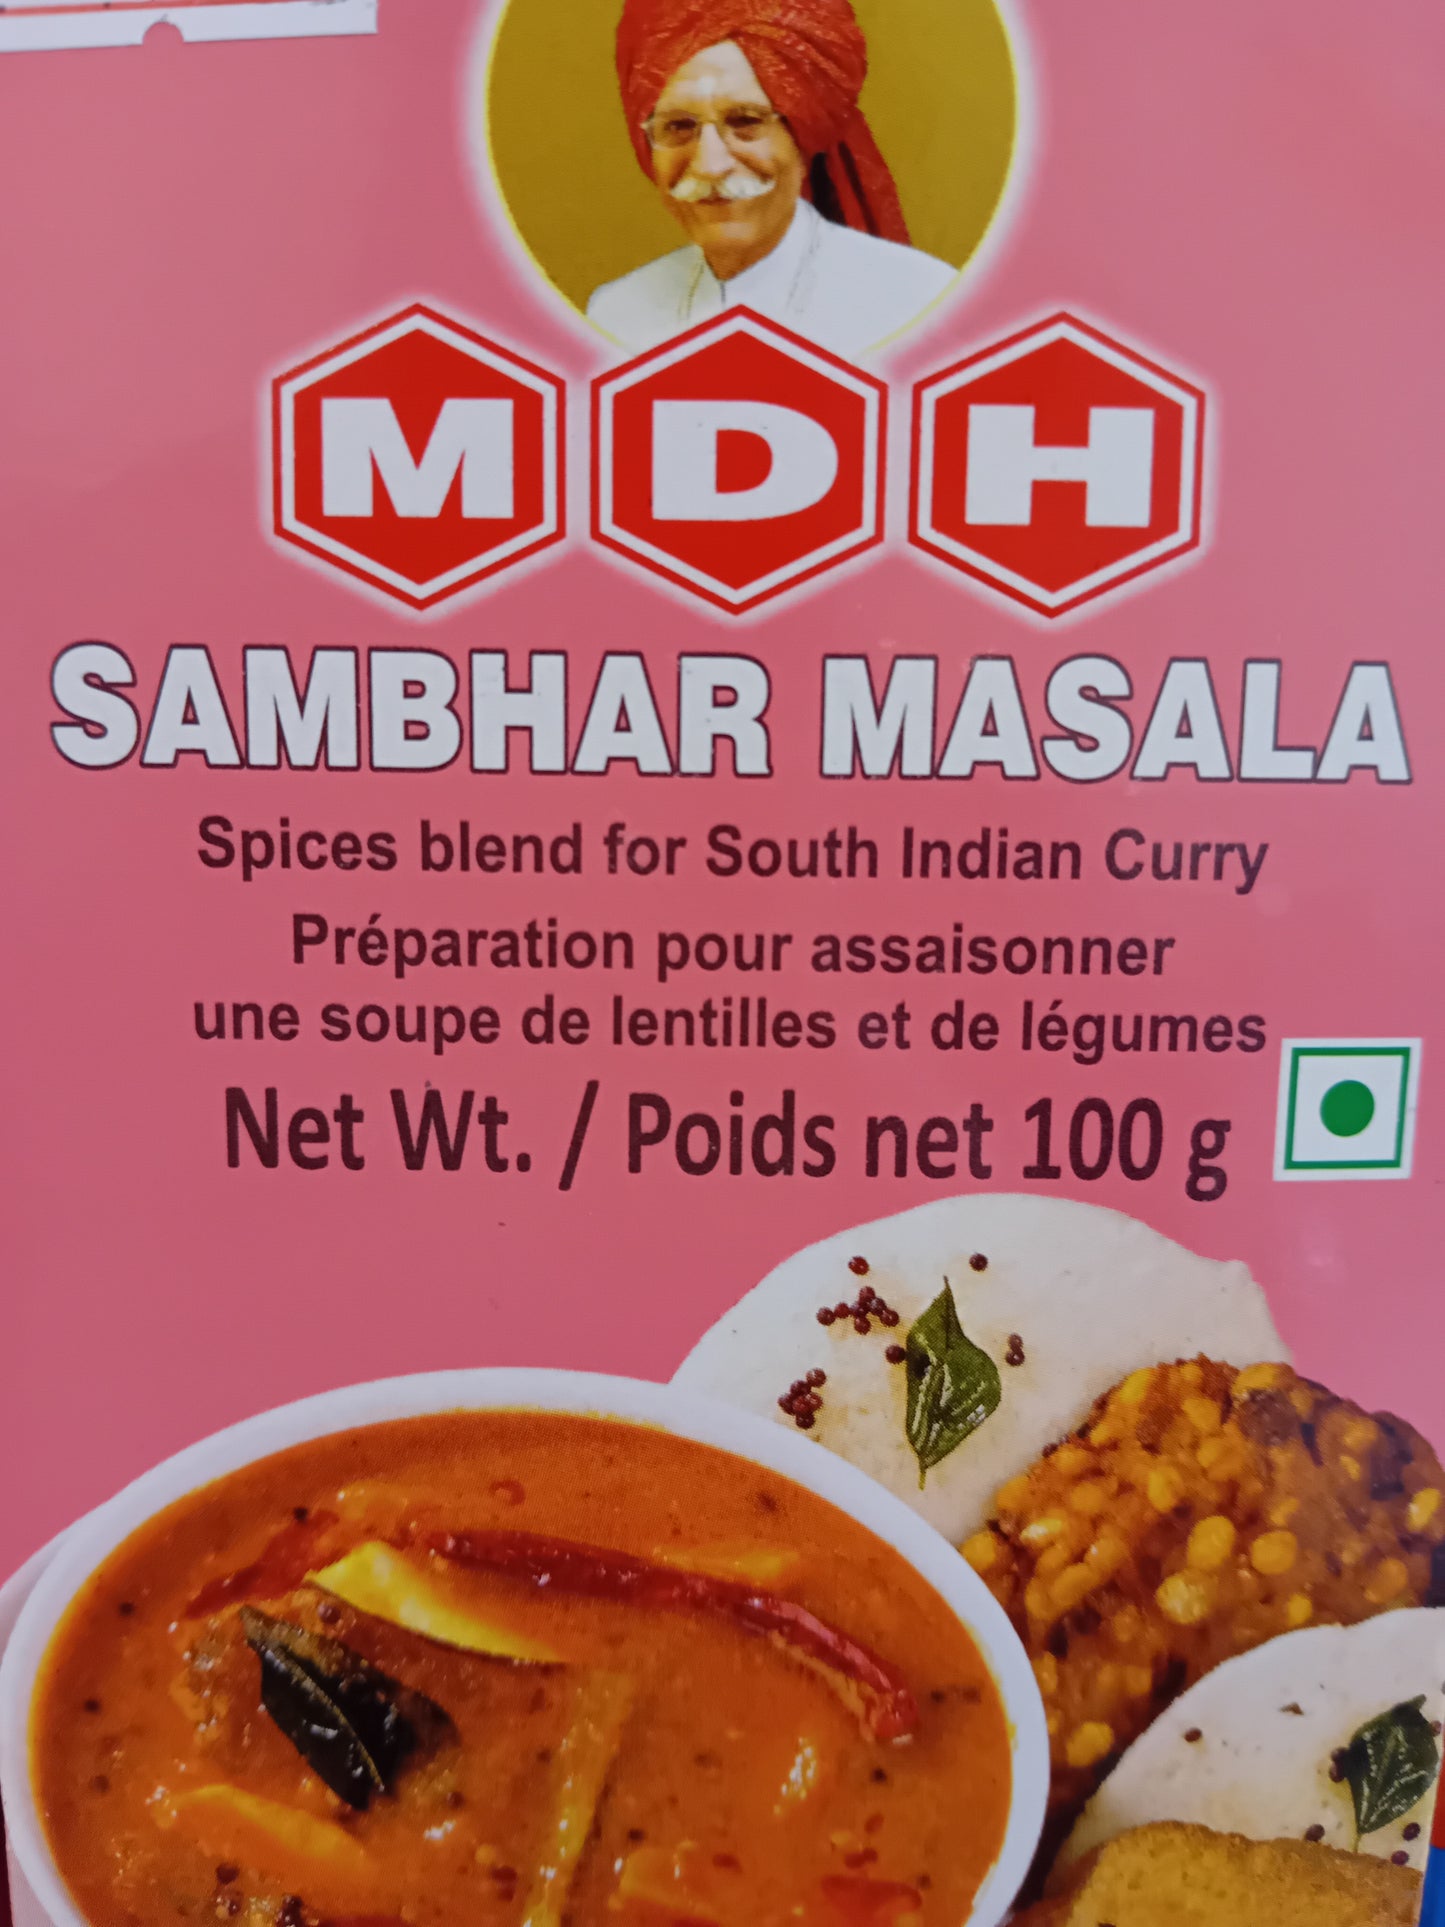 MDH
SAMBHAR MASALA
Spices blend for South Indian Curry
Préparation pour assaisonner
une soupe de lentilles et de légumes
Net Wt. / Poids net 100 g